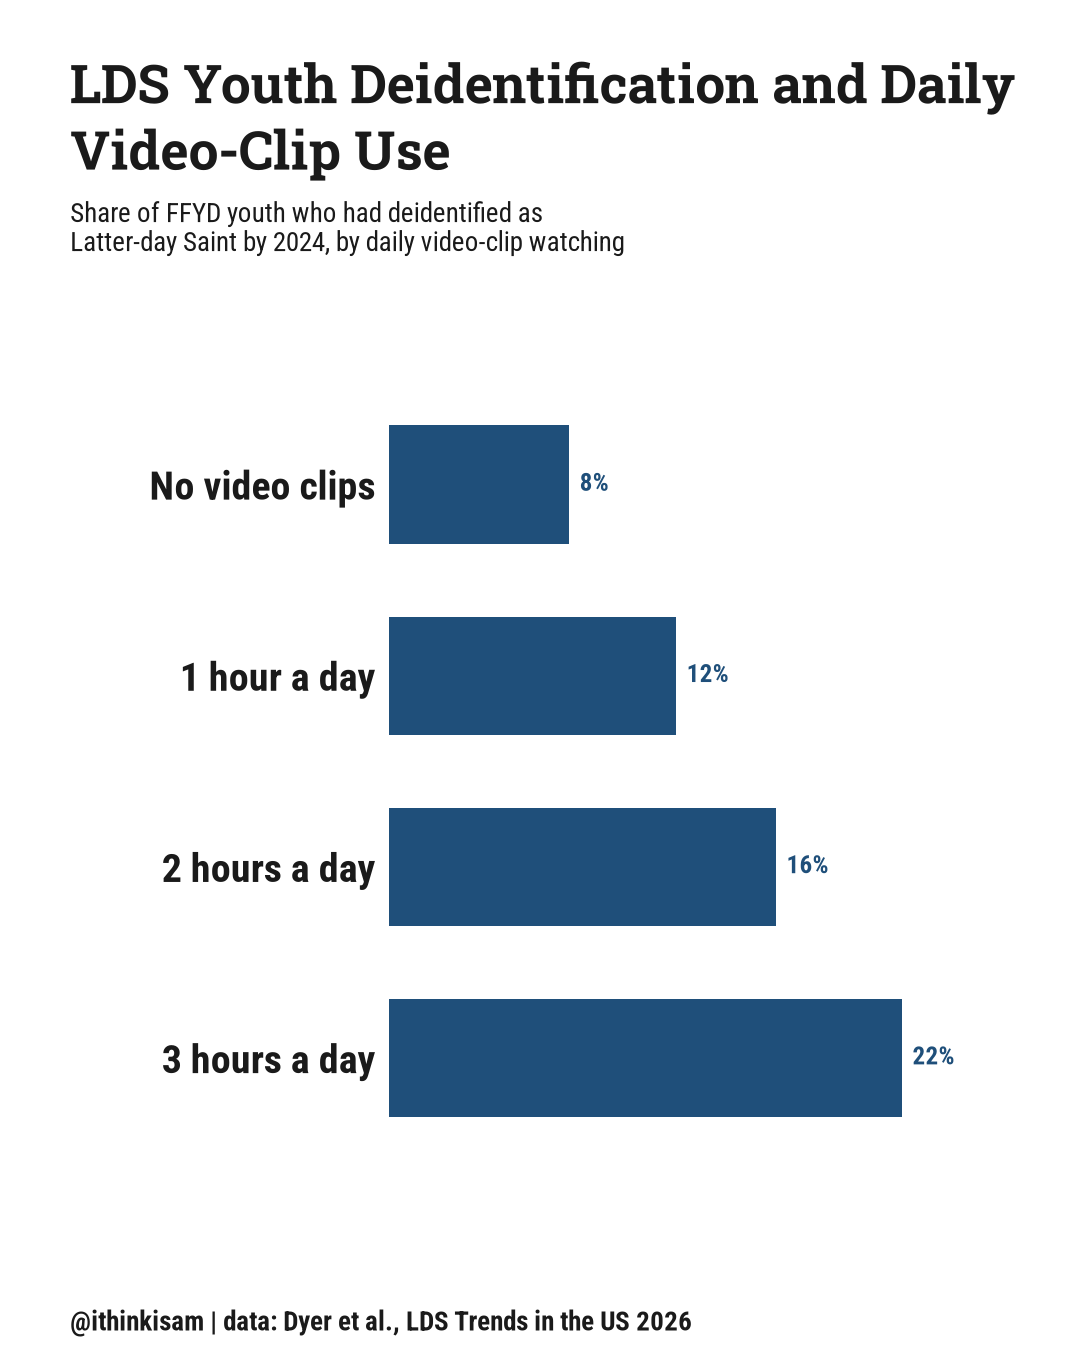 LDS Youth Deidentification and Daily
Video-Clip Use
Share of FFYD youth who had deidentified as
Latter-day Saint by 2024, by daily video-clip watching
No video clips
8%
1 hour a day
12%
2 hours a day
16%
3 hours a day
22%
@ithinkisam | data: Dyer et al., LDS Trends in the US 2026